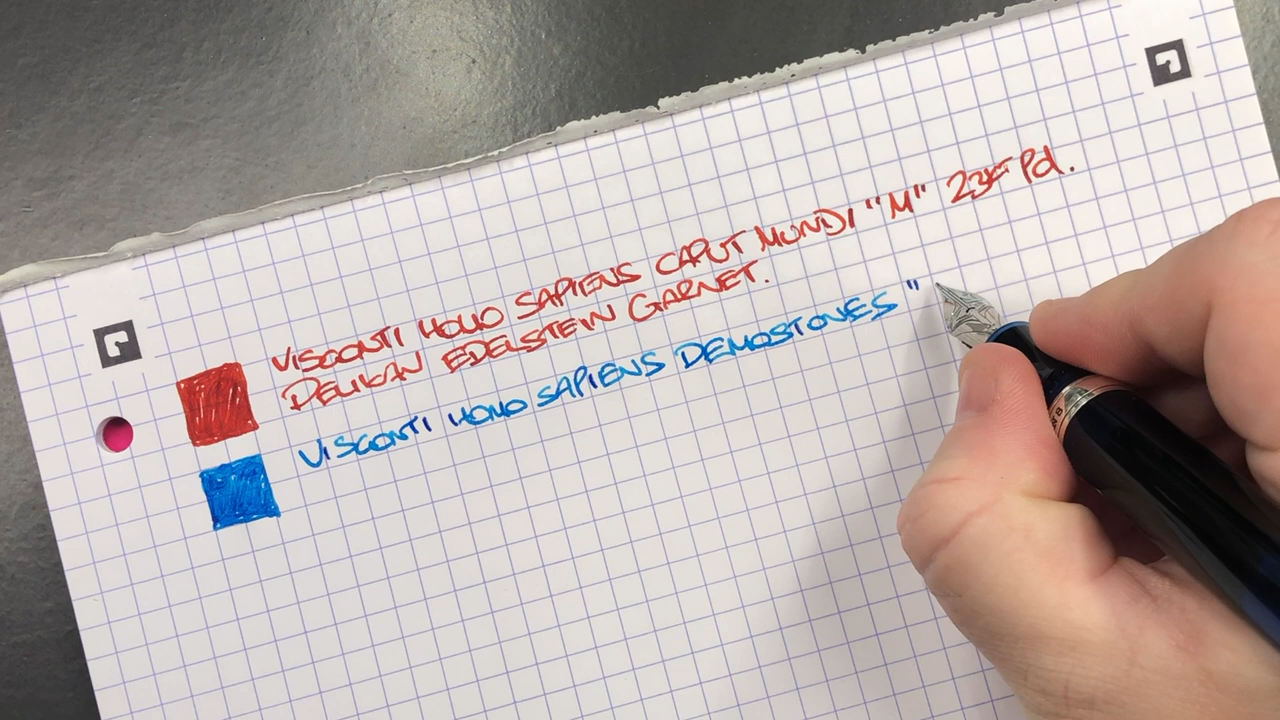 VISCONTI HOMO SAPIENS CAPUT MUNDI "M" 23KT Pd.
PELIKAN EDELSTEIN GARNET.
VISCONTI HOMO SAPIENS DEMOSTONES "